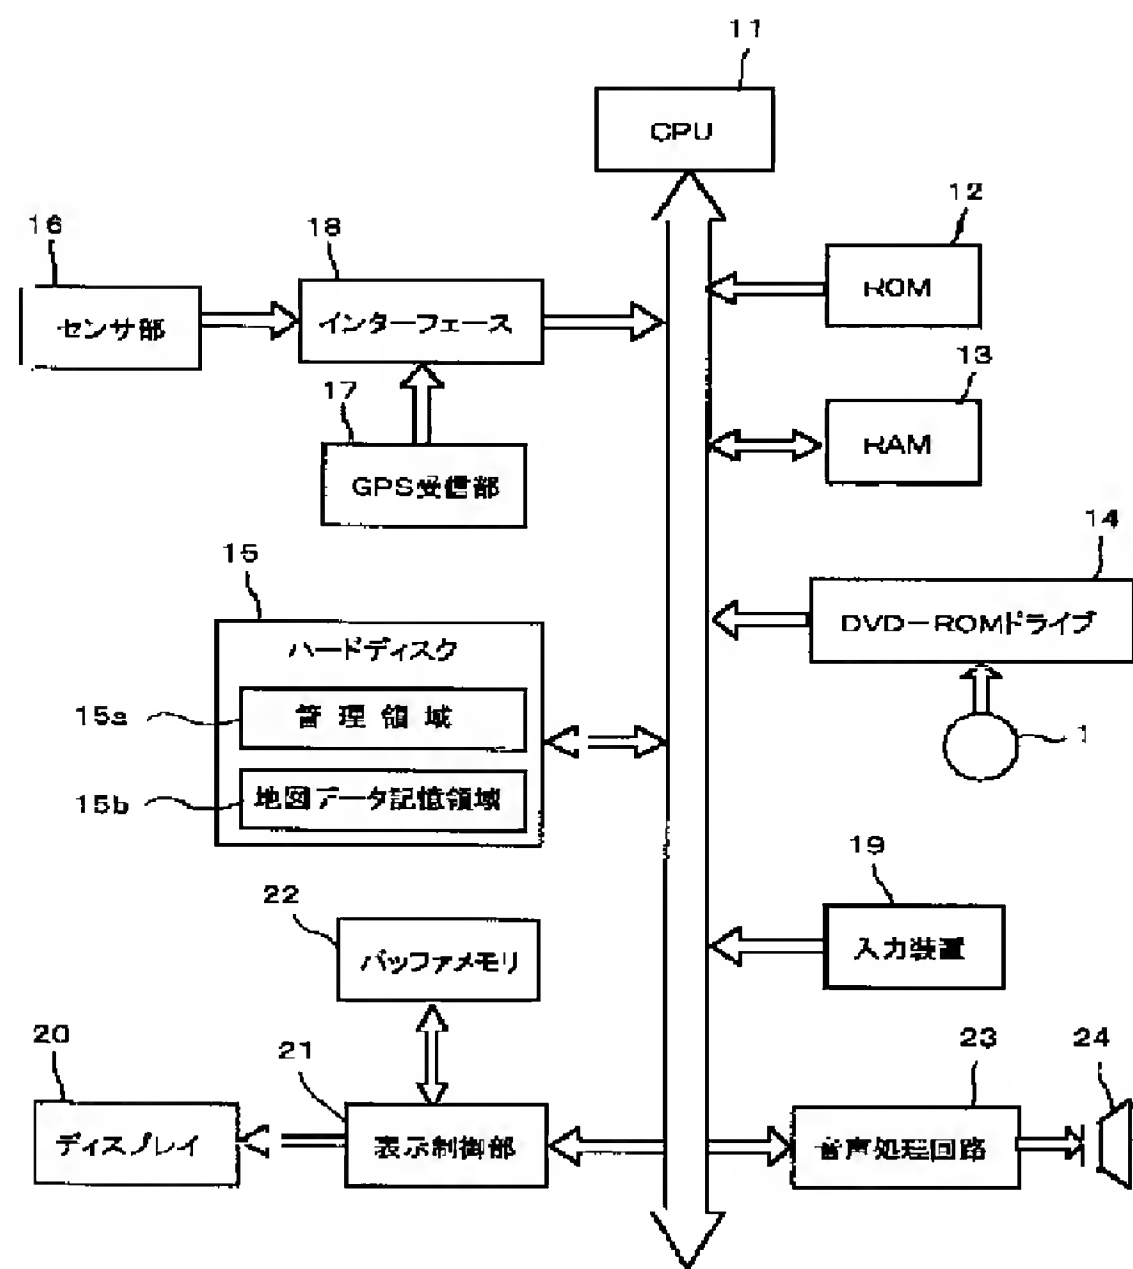 11
CPU
12
ROM
16
センサ部
18
インターフェース
13
RAM
17
GPS受信部
14
DVD－ROMドライブ
1
15
ハードディスク
15a
管理領域
15b
地図データ記憶領域
19
入力装置
22
バッファメモリ
20
ディスプレイ
21
表示制御部
23
音声処理回路
24